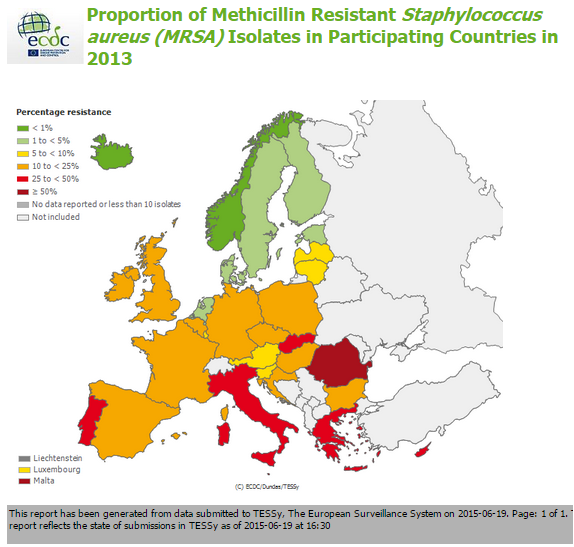 ecdc
Proportion of Methicillin Resistant Staphylococcus
aureus (MRSA) Isolates in Participating Countries in
2013
Percentage resistance
< 1%
1 to < 5%
5 to < 10%
10 to < 25%
25 to < 50%
≥ 50%
No data reported or less than 10 isolates
Not included
Liechtenstein
Luxembourg
Malta
(C) ECDC/Dundas/TESSy
This report has been generated from data submitted to TESSy, The European Surveillance System on 2015-06-19. Page: 1 of 1.
report reflects the state of submissions in TESSy as of 2015-06-19 at 16:30